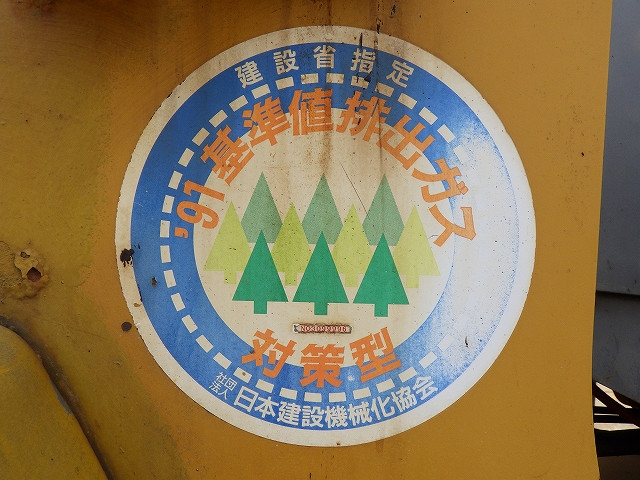 建設省指定
'91基準値排出ガス
NO3099996
対策型
社団法人
日本建設機械化協会